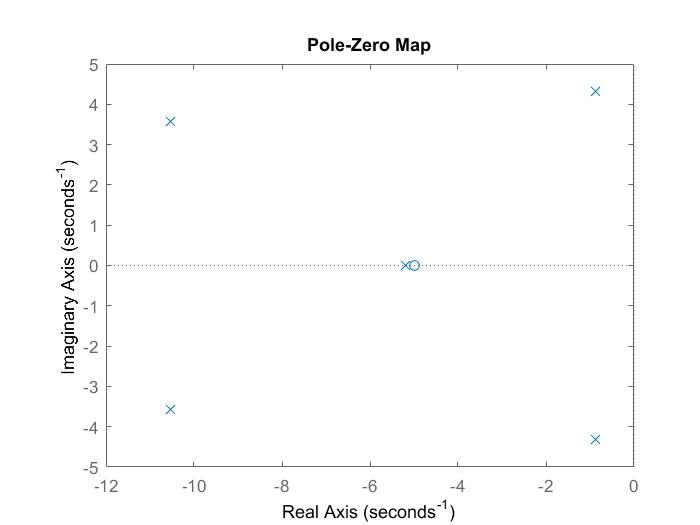 Pole-Zero Map
5
4
3
2
1
0
-1
-2
-3
-4
-5
Imaginary Axis (seconds⁻¹)
-12 -10 -8 -6 -4 -2 0
Real Axis (seconds⁻¹)